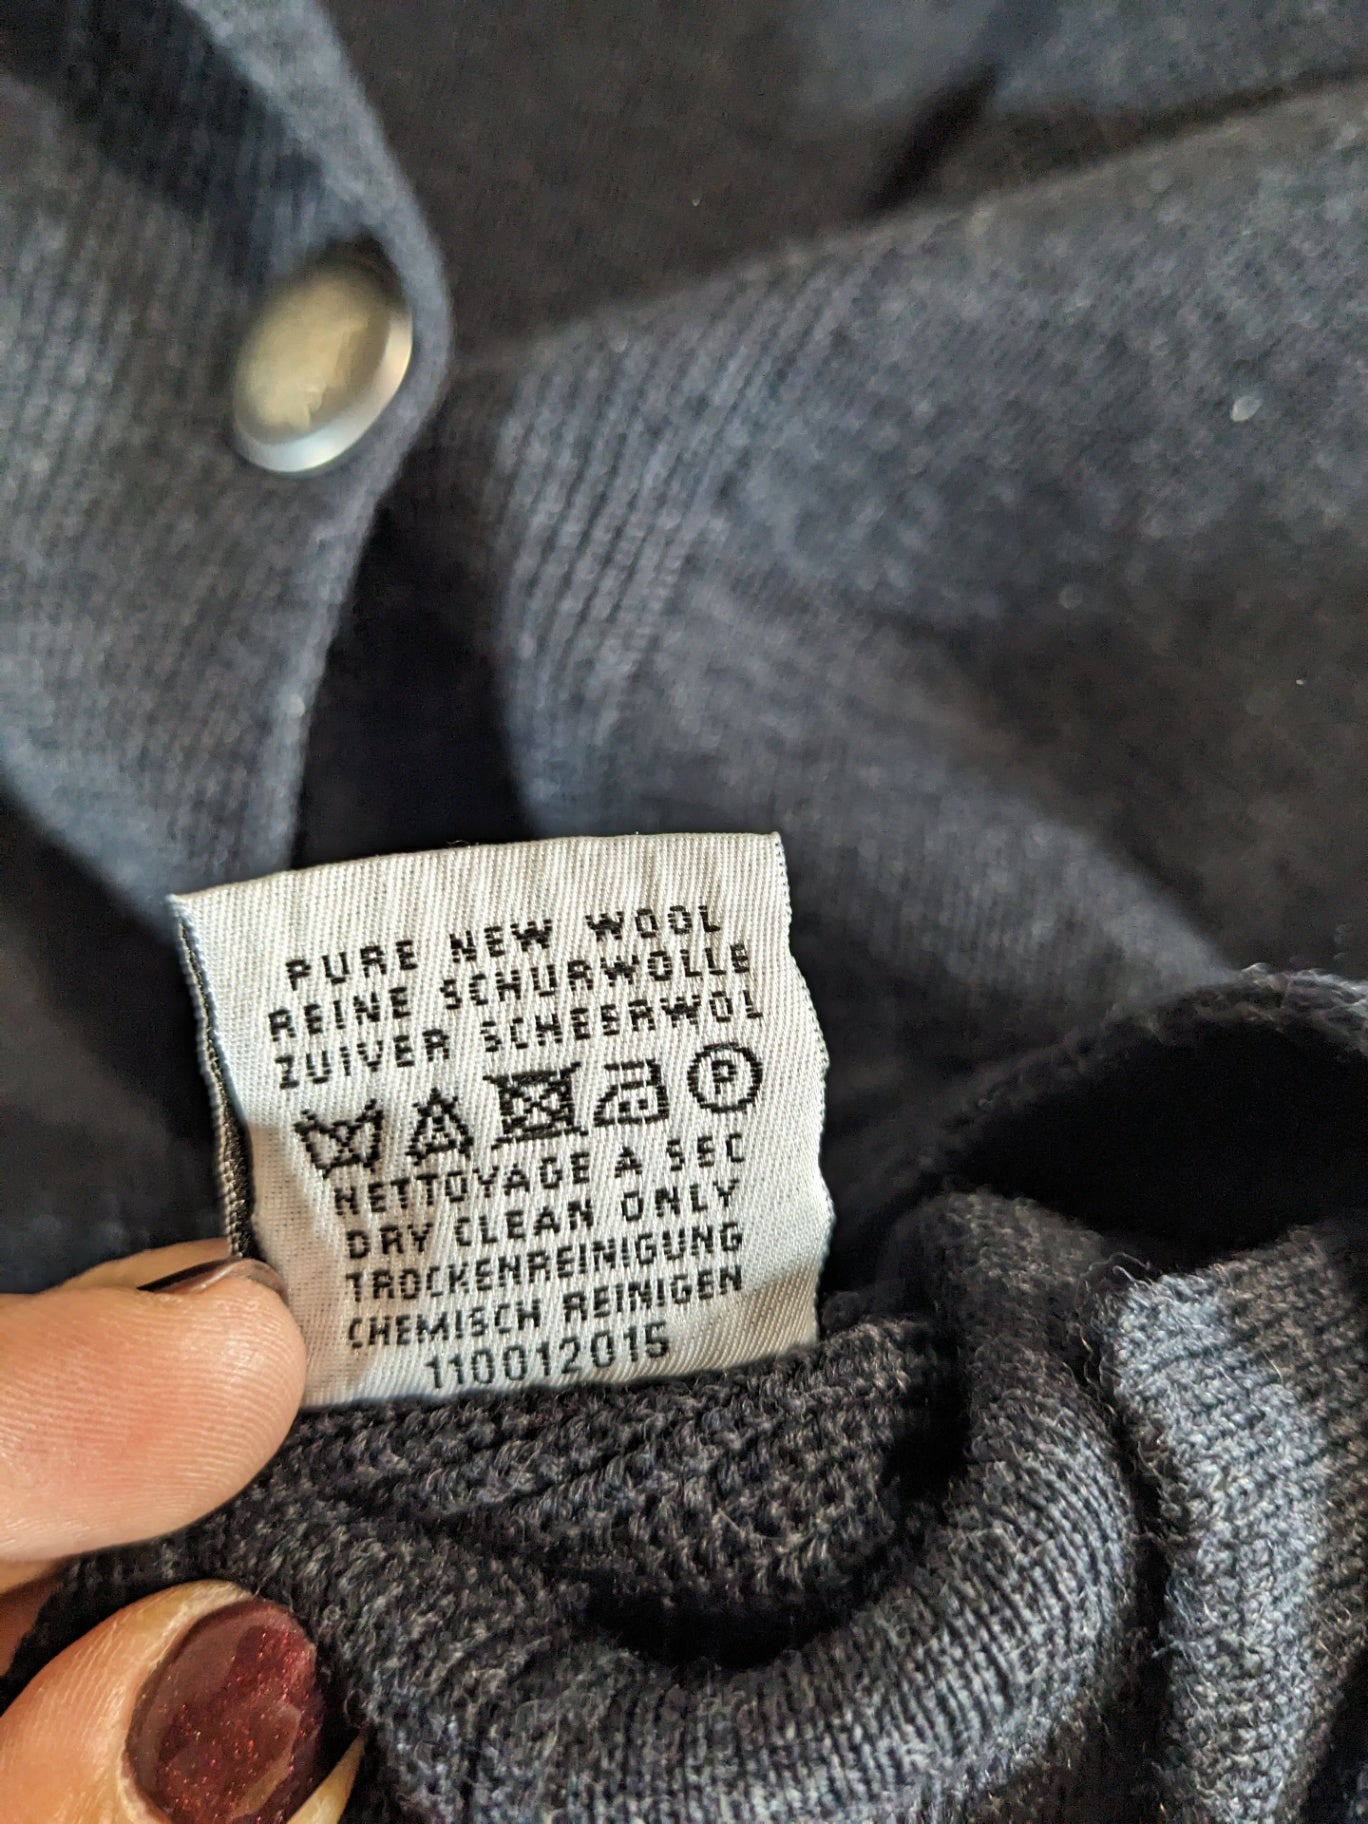 PURE NEW WOOL
REINE SCHURWOLLE
ZUIVER SCHEERWOL
P
NETTOYAGE A SEC
DRY CLEAN ONLY
TROCKENREINIGUNG
CHEMISCH REINIGEN
110012015